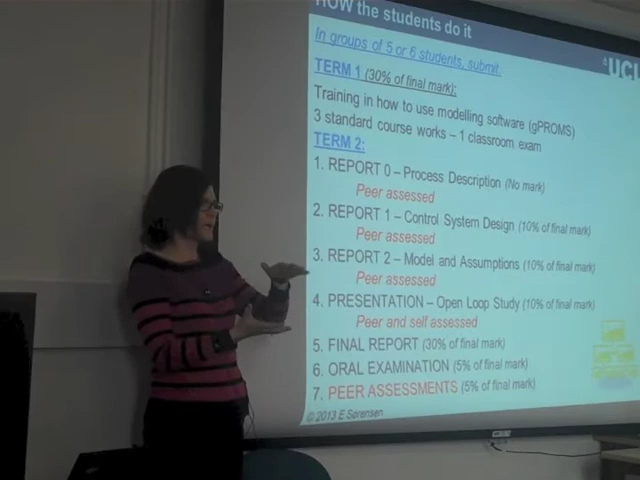 HOW the students do it
In groups of 5 or 6 students, submit:
UCL
TERM 1 (30% of final mark):
Training in how to use modelling software (gPROMS)
3 standard course works – 1 classroom exam
TERM 2:
1. REPORT 0 – Process Description (No mark)
Peer assessed
2. REPORT 1 – Control System Design (10% of final mark)
Peer assessed
3. REPORT 2 – Model and Assumptions (10% of final mark)
Peer assessed
4. PRESENTATION – Open Loop Study (10% of final mark)
Peer and self assessed
5. FINAL REPORT (30% of final mark)
6. ORAL EXAMINATION (5% of final mark)
7. PEER ASSESSMENTS (5% of final mark)
© 2013 E.Sørensen